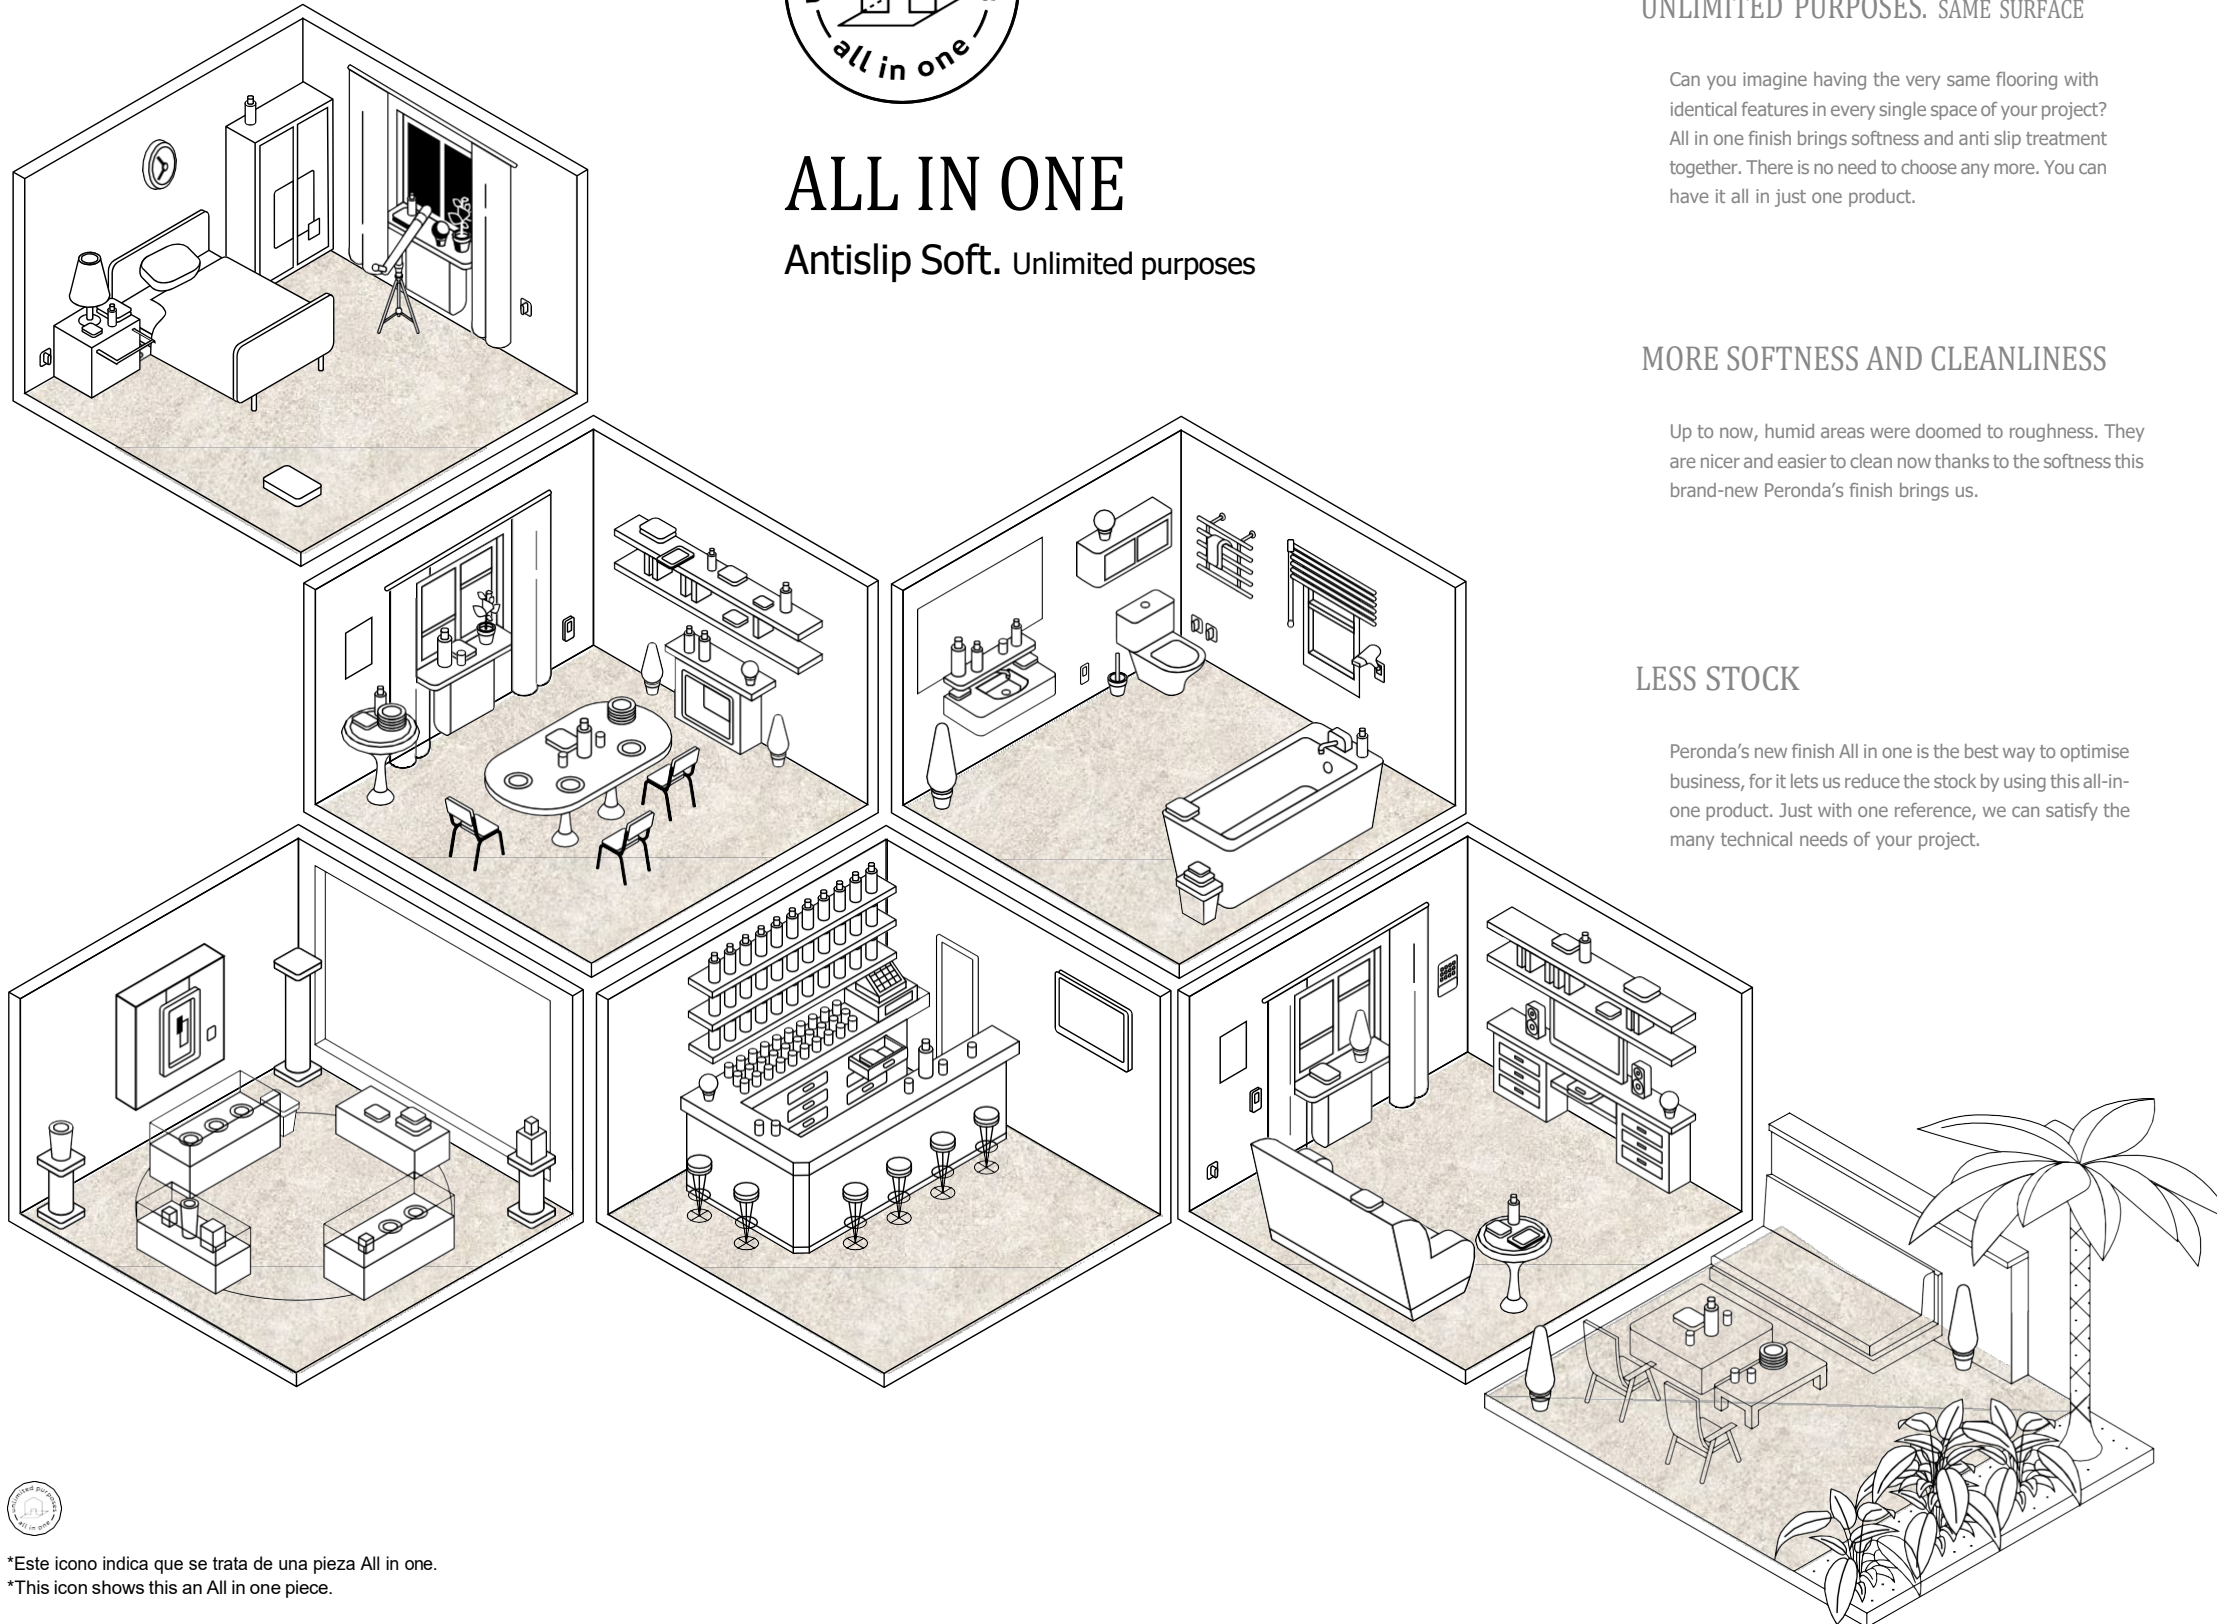 all in one
ALL IN ONE
Antislip Soft. Unlimited purposes
UNLIMITED PURPOSES. SAME SURFACE
Can you imagine having the very same flooring with
identical features in every single space of your project?
All in one finish brings softness and anti slip treatment
together. There is no need to choose any more. You can
have it all in just one product.
MORE SOFTNESS AND CLEANLINESS
Up to now, humid areas were doomed to roughness. They
are nicer and easier to clean now thanks to the softness this
brand-new Peronda’s finish brings us.
LESS STOCK
Peronda’s new finish All in one is the best way to optimise
business, for it lets us reduce the stock by using this all-in-
one product. Just with one reference, we can satisfy the
many technical needs of your project.
unlimited purposes
all in one
*Este icono indica que se trata de una pieza All in one.
*This icon shows this an All in one piece.